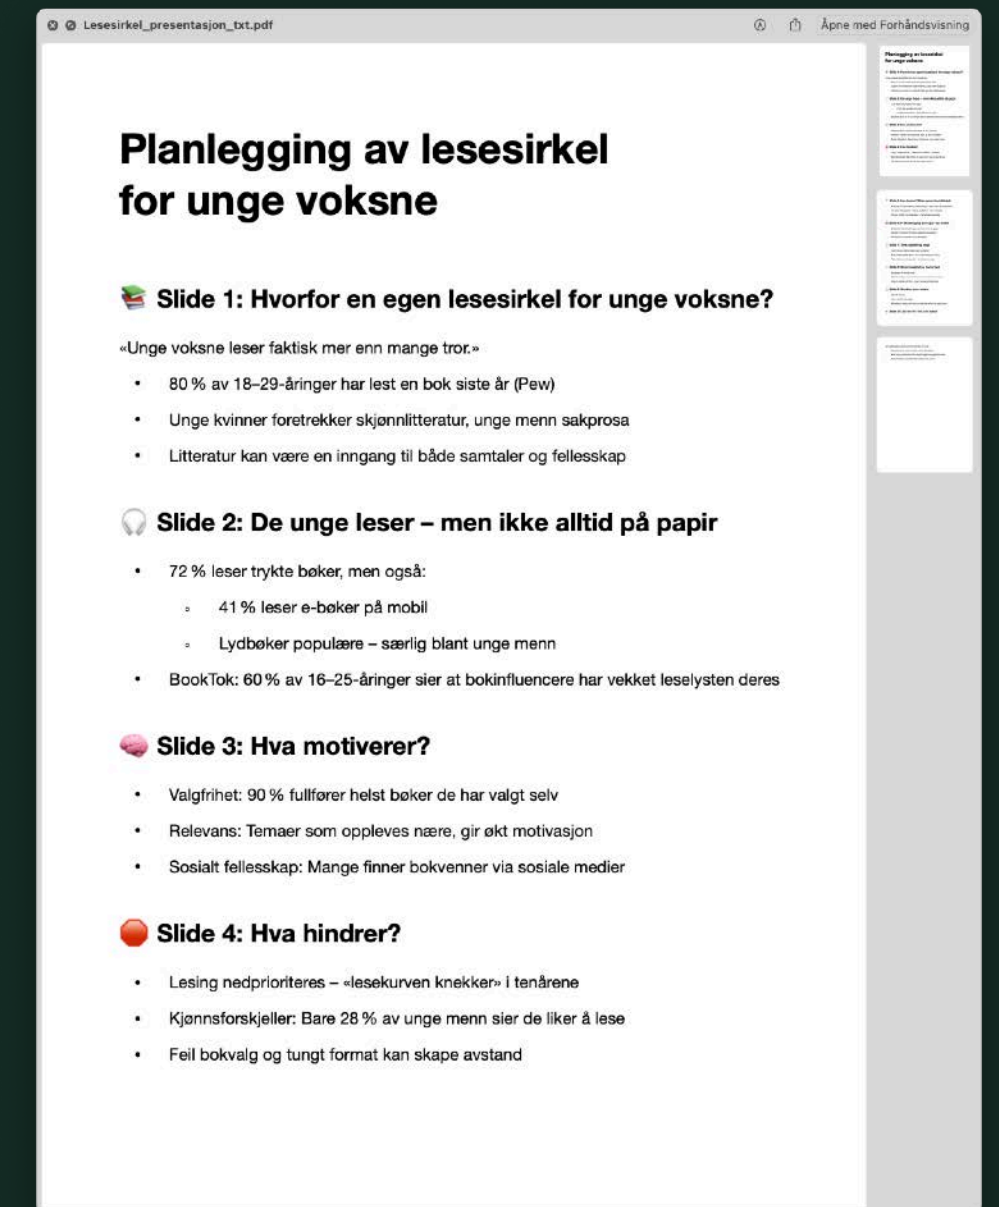 Lesesirkel_presentasjon_txt.pdf
Åpne med Forhåndsvisning
Planlegging av lesesirkel
for unge voksne
📚 Slide 1: Hvorfor en egen lesesirkel for unge voksne?
«Unge voksne leser faktisk mer enn mange tror.»
• 80 % av 18–29-åringer har lest en bok siste år (Pew)
• Unge kvinner foretrekker skjønnlitteratur, unge menn sakprosa
• Litteratur kan være en inngang til både samtaler og fellesskap
🎧 Slide 2: De unge leser – men ikke alltid på papir
• 72 % leser trykte bøker, men også:
◦ 41 % leser e-bøker på mobil
◦ Lydbøker populære – særlig blant unge menn
• BookTok: 60 % av 16–25-åringer sier at bokinfluencere har vekket leselysten deres
🧠 Slide 3: Hva motiverer?
• Valgfrihet: 90 % fullfører helst bøker de har valgt selv
• Relevans: Temaer som oppleves nære, gir økt motivasjon
• Sosialt fellesskap: Mange finner bokvenner via sosiale medier
🛑 Slide 4: Hva hindrer?
• Lesing nedprioriteres – «lesekurven knekker» i tenårene
• Kjønnsforskjeller: Bare 28 % av unge menn sier de liker å lese
• Feil bokvalg og tungt format kan skape avstand
Planlegging av lesesirkel
for unge voksne